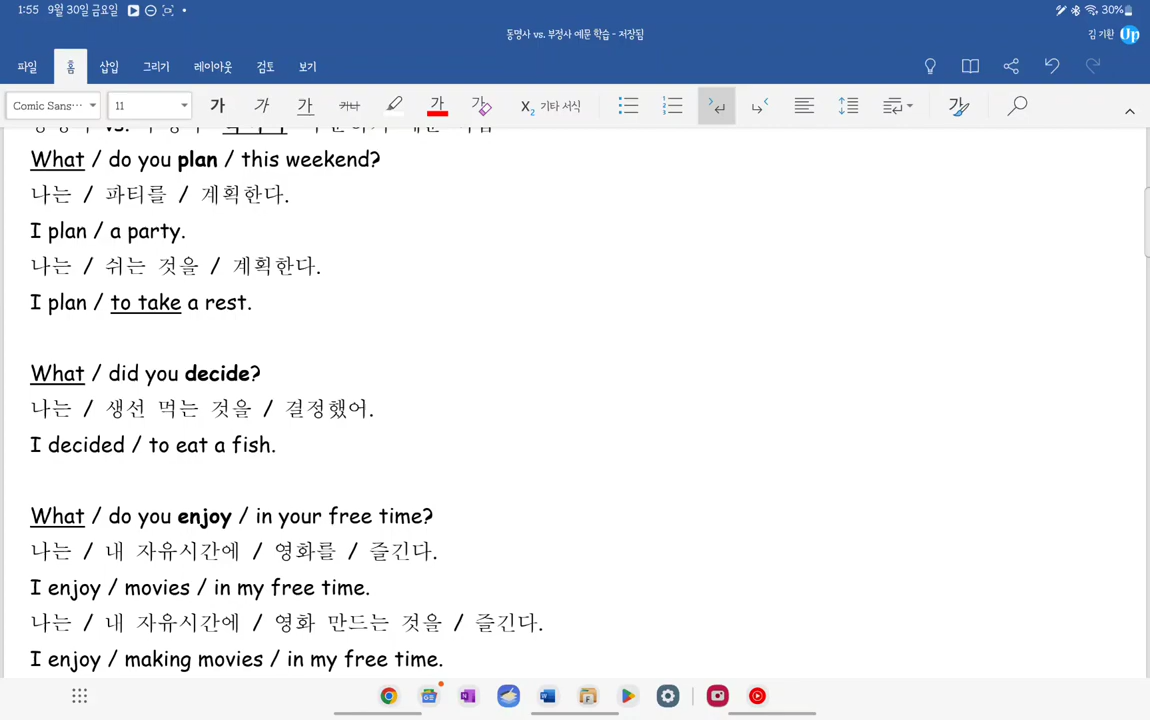 1:55 9월 30일 금요일 30%
동명사 vs. 부정사 예문 학습 - 저장됨
김 기환 Up
파일 홈 삽입 그리기 레이아웃 검토 보기
Comic Sans··· 11 가 가 가 가나 가 가 X₂ 기타 서식 가
vs.
What / do you plan / this weekend?
나는 / 파티를 / 계획한다.
I plan / a party.
나는 / 쉬는 것을 / 계획한다.
I plan / to take a rest.
What / did you decide?
나는 / 생선 먹는 것을 / 결정했어.
I decided / to eat a fish.
What / do you enjoy / in your free time?
나는 / 내 자유시간에 / 영화를 / 즐긴다.
I enjoy / movies / in my free time.
나는 / 내 자유시간에 / 영화 만드는 것을 / 즐긴다.
I enjoy / making movies / in my free time.